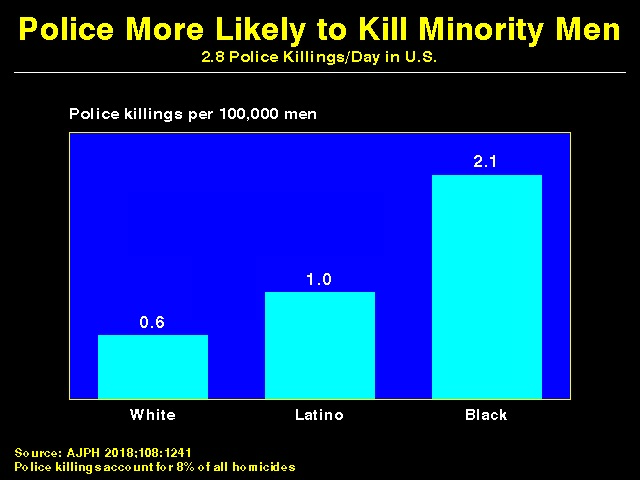 Police More Likely to Kill Minority Men
2.8 Police Killings/Day in U.S.
Police killings per 100,000 men
2.1
1.0
0.6
White Latino Black
Source: AJPH 2018;108:1241
Police killings account for 8% of all homicides